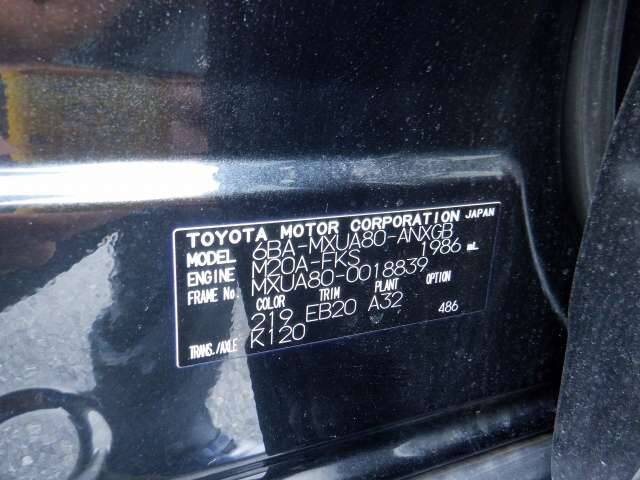 TOYOTA MOTOR CORPORATION JAPAN
MODEL 6BA-MXUA80-ANXGB
ENGINE M20A-FKS 1986 mL
FRAME No. MXUA80-0018839
COLOR TRIM PLANT OPTION
219 EB20 A32 486
TRANS./AXLE K120